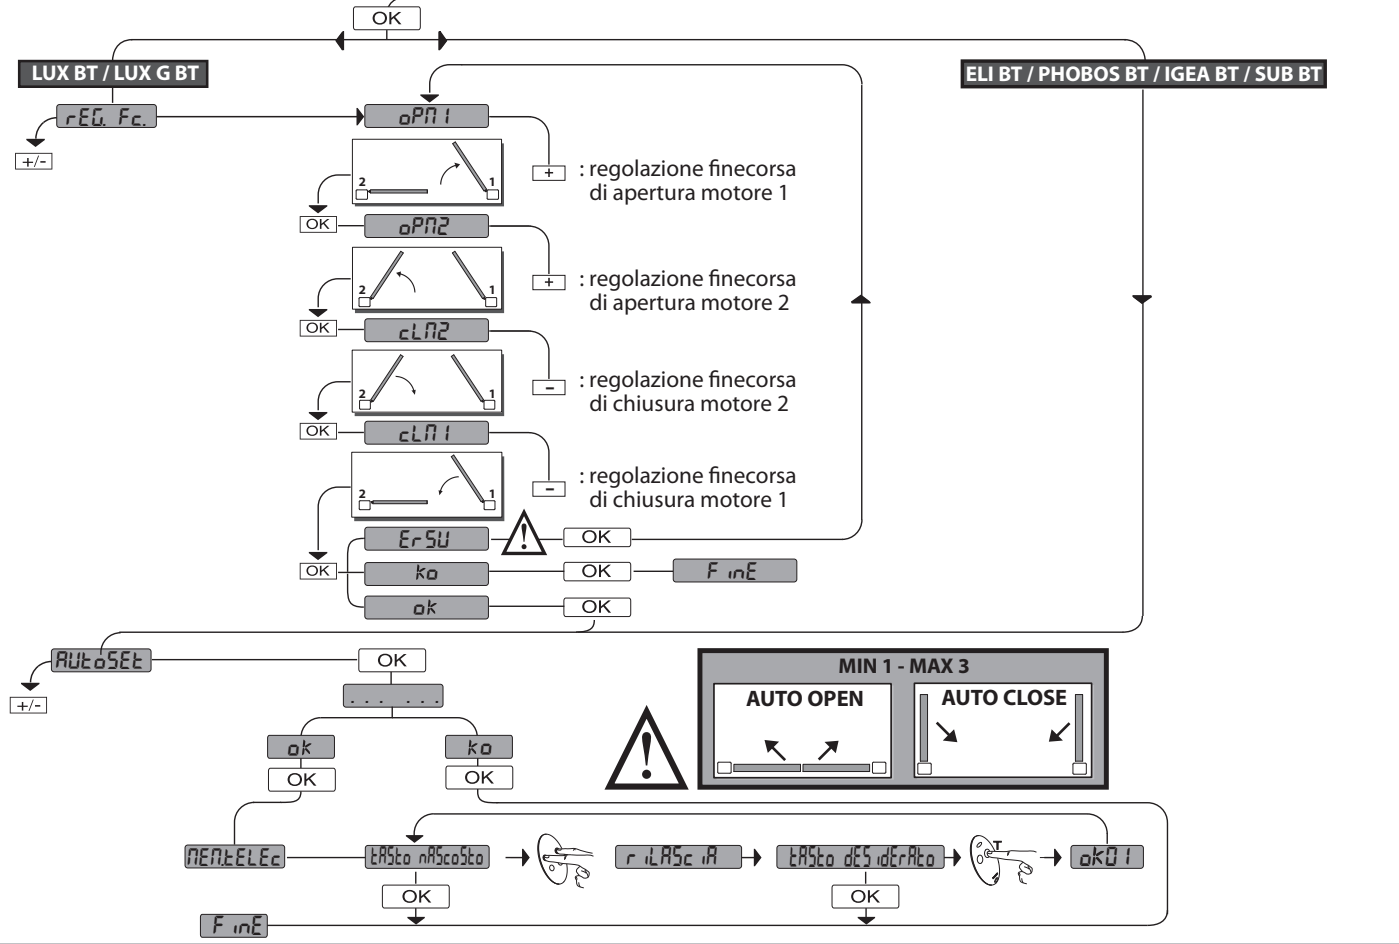 OK
LUX BT / LUX G BT
ELI BT / PHOBOS BT / IGEA BT / SUB BT
rEG. Fc.
+/-
oPM1
+
: regolazione finecorsa
di apertura motore 1
2
1
OK
oPM2
+
: regolazione finecorsa
di apertura motore 2
2
1
OK
cLM2
-
: regolazione finecorsa
di chiusura motore 2
2
1
OK
cLM1
-
: regolazione finecorsa
di chiusura motore 1
2
1
ErSU
!
OK
OK
ko
OK
FinE
ok
OK
AUtoSEt
+/-
OK
. . . . . .
ok
OK
ko
OK
!
MIN 1 - MAX 3
AUTO OPEN
AUTO CLOSE
MEM.tELEc
tASto nAScoSto
OK
riLASciA
tASto dESidErAto
OK
T
ok01
FinE